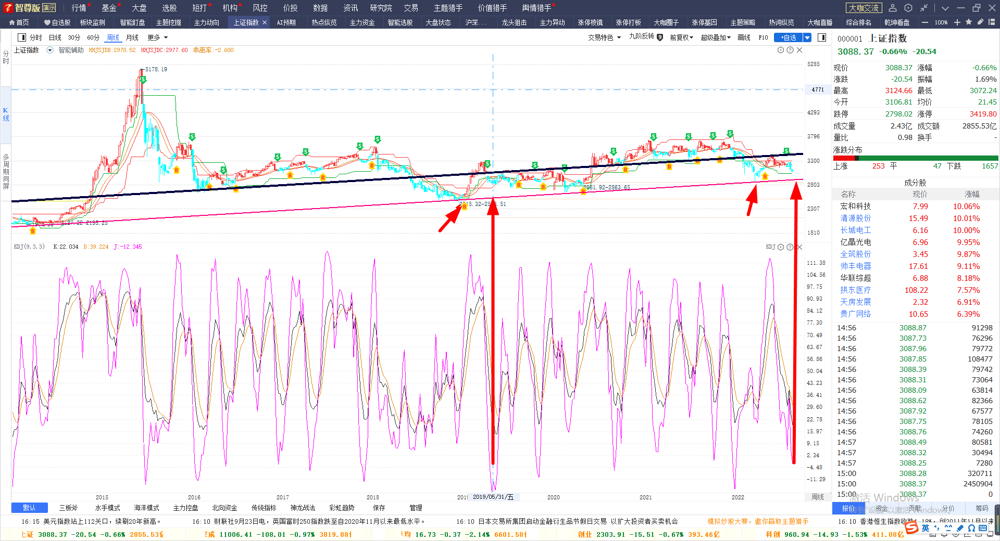 智尊版 演示 行情 基金 大盘 选股 短打 机构 风控 价投 数据 资讯 研究院 交易 主题猎手 价值猎手 舆情猎手 大咖交流
首页 自选股 板块监测 智能盯盘 主题挖掘 主力动向 上证指数 AI预期 热点纵览 主力资金 智能选股 大盘状态 沪深... 龙头狙击 主力异动 涨停棱镜 涨停打板 大咖圈子 涨停基因 主题策略 热词纵览 大咖直播 综合排名 乾坤看盘 100%
分时 日线 30分 60分 周线 月线 更多 交易特色 九阶反转 9 前复权 超级叠加 画线 F10 +自选
上证指数 智能辅助 HHJSJDB:2978.52 HHJSJDC:2977.60 乖离率:-2.680
分时
K线
多周期同屏
5178.19
2861.92-2863.65
2127.22-2135.25
5285
4771
4293
3796
3300
2803
2307
1810
KDJ(9,3,3) K:22.034 D:39.224 J:-12.345 KDJ
111.38
104.56
97.75
90.93
84.12
77.30
70.49
63.67
56.86
50.04
43.23
36.41
29.60
22.78
15.97
9.15
2.34
-4.48
-11.29
2015 2016 2017 2018 2019/05/31/五 2020 2021 2022 周线
默认 三板斧 水手模式 海洋模式 主力控盘 北向资金 传统指标 神龙战法 彩虹趋势 保存 管理
000001 上证指数
3088.37 -0.66% -20.54
现价 3088.37 涨幅 -0.66%
涨跌 -20.54 振幅 1.69%
最高 3124.66 最低 3072.24
今开 3106.81 均价 21.45
跌停 2798.02 涨停 3419.80
成交量 2.43亿 成交额 2855.53亿
量比 0.98 换手 -
涨跌分布
上涨 253 平 47 下跌 1657
成分股
名称 现价 涨幅
宏和科技 7.99 10.06%
清源股份 15.49 10.01%
长城电工 6.16 10.00%
亿晶光电 6.96 9.95%
全筑股份 3.45 9.87%
帅丰电器 17.61 9.11%
华联综超 6.88 8.18%
拱东医疗 108.22 7.57%
天房发展 2.32 6.91%
贵广网络 10.65 6.39%
14:56 3088.87 91298
14:56 3087.73 76296
14:56 3087.96 79772
14:56 3087.85 108477
14:56 3088.39 79742
14:56 3088.31 73064
14:56 3088.09 63814
14:56 3088.62 82366
14:56 3087.92 67577
14:56 3087.75 78105
14:56 3088.76 74260
14:57 3088.49 80581
14:57 3088.32 30494
14:57 3088.25 7280
15:00 3088.28 320711
15:00 3088.37 2450904
15:00 3088.37 0
激活 Windows
转到"设置"以激活 Windows。
报价 资金 贡献 分价 筹码
16:15 美元指数站上112关口，续刷20年新高。 16:10 财联社9月23日电，英国富时250指数跌至自2020年11月以来最低水平。 16:10 日本交易所集团启动金融衍生品节假日交易 以扩大投资者买卖机会 模拟炒股大赛，邀你赢取主题猎手 16:10 香港恒生指数收跌1.18%，创2011年11月以来
上证 3088.37 -20.54 -0.66% 2855.53亿 成 11006.41 -108.01 -0.97% 3819.88亿 均 16.73 -0.37 -2.14% 6601.58亿 创业 2303.91 -15.51 -0.67% 393.46亿 科创 960.94 -14.93 -1.53% 411.08亿
英